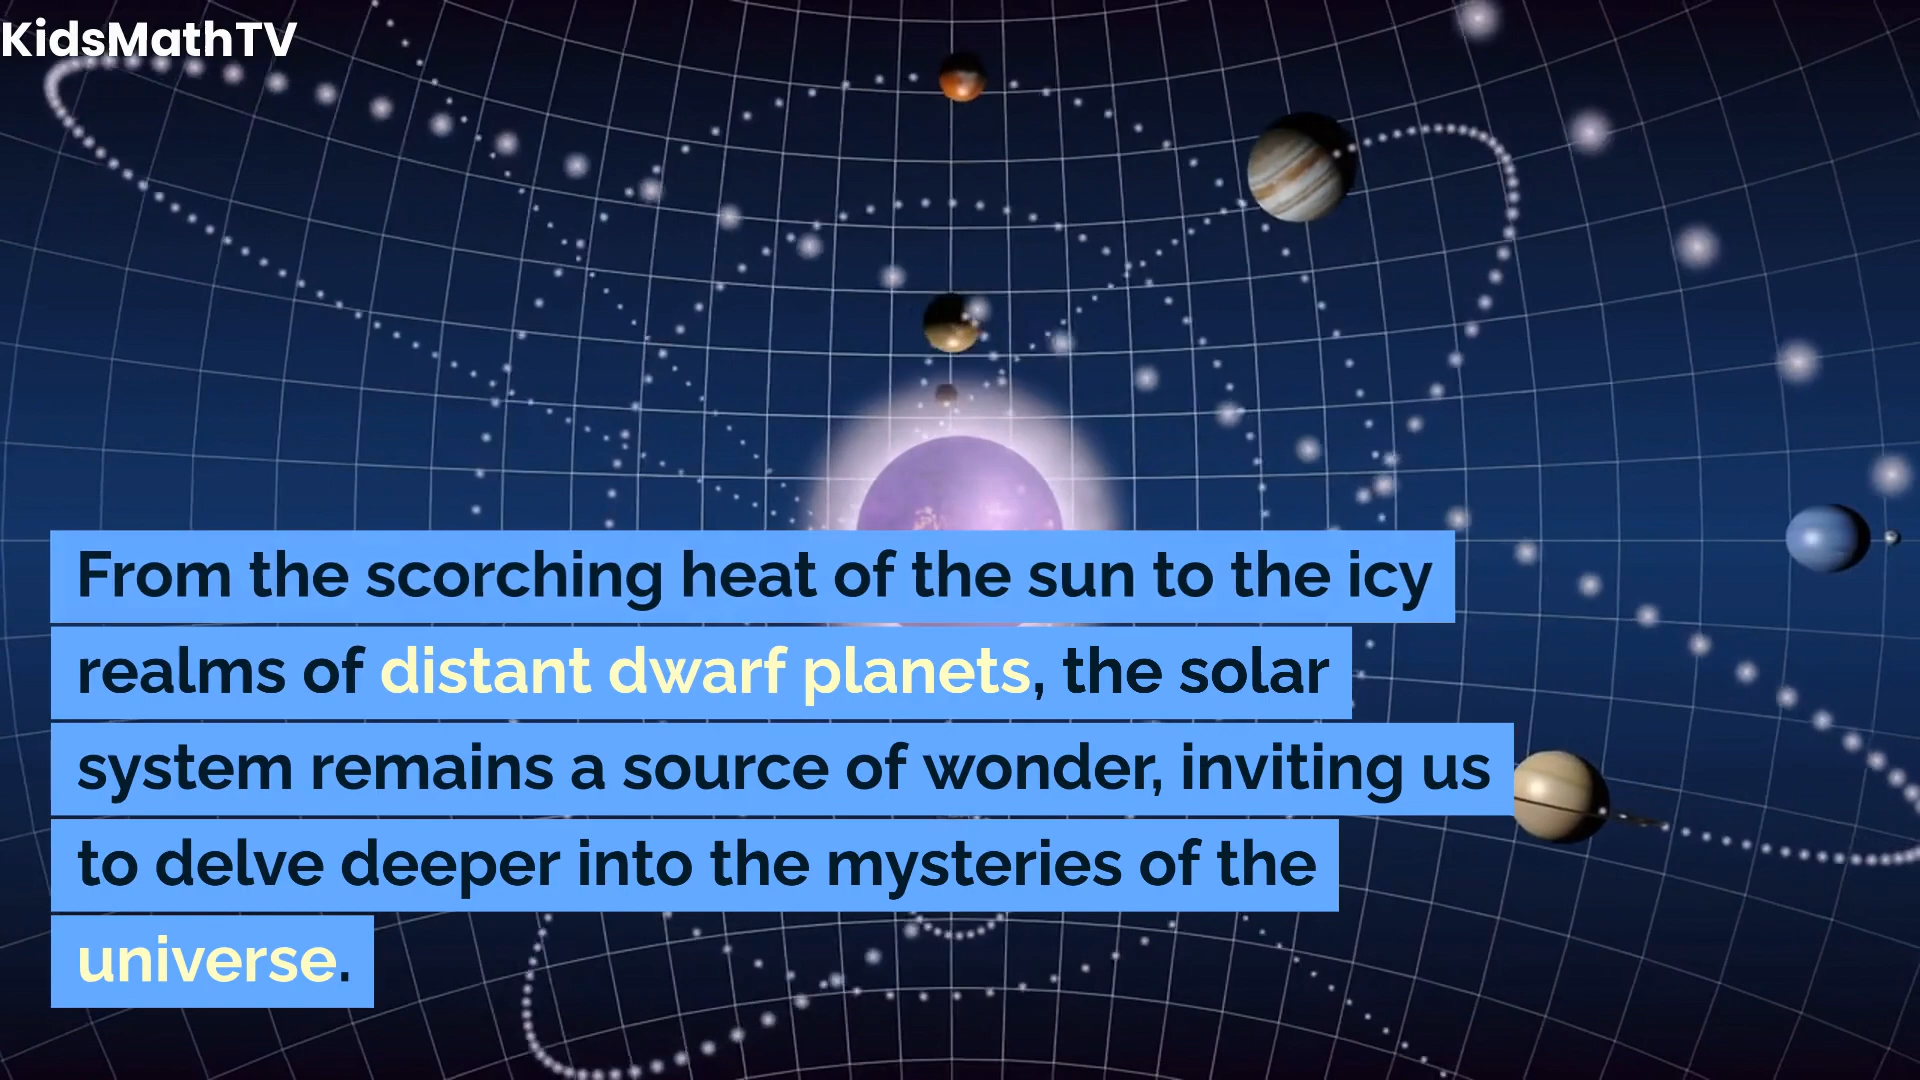 KidsMathTV
From the scorching heat of the sun to the icy
realms of distant dwarf planets, the solar
system remains a source of wonder, inviting us
to delve deeper into the mysteries of the
universe.